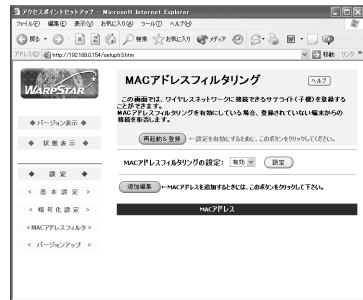 アクセスポイントセットアップ - Microsoft Internet Explorer
ファイル(F) 編集(E) 表示(V) お気に入り(A) ツール(T) ヘルプ(H)
戻る 検索 お気に入り メディア
アドレス(D) http://192.168.0.154/setupfr3.htm 移動 リンク
WARPSTAR
◆バージョン表示◆
◆ 状態表示 ◆
◆ 設定 ◆
< 基本設定 >
< 暗号化設定 >
<MACアドレスフィルタ>
< バージョンアップ >
MACアドレスフィルタリング
ヘルプ
この画面では、ワイヤレスネットワークに接続できるサテライト(子機)を登録する
ことができます。
MACアドレスフィルタリングを有効にしている場合、登録されていない端末からの
接続を拒否します。
再起動&登録 ←設定を有効にするために、このボタンをクリックしてください。
MACアドレスフィルタリングの設定: 有効 設定
追加編集 ←MACアドレスを追加するときには、このボタンをクリックして下さい。
MACアドレス